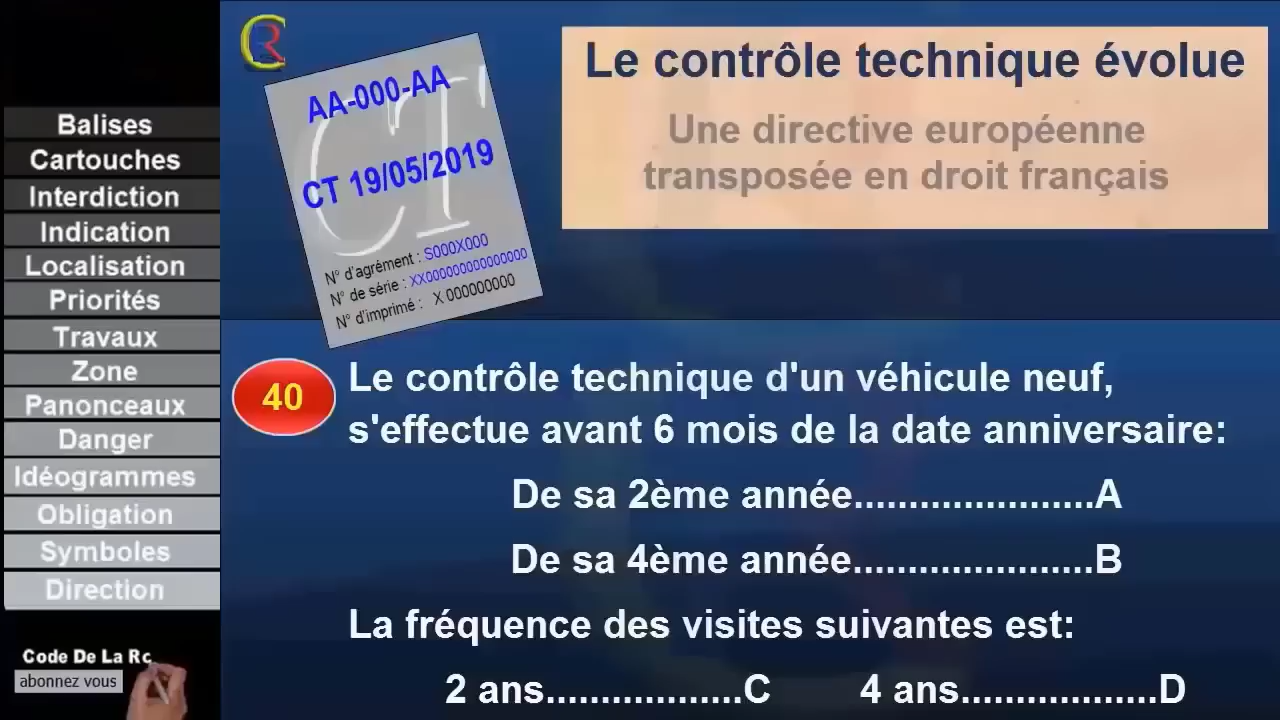 Balises
Cartouches
Interdiction
Indication
Localisation
Priorités
Travaux
Zone
Panonceaux
Danger
Idéogrammes
Obligation
Symboles
Direction
Code De La Rc
abonnez vous
CR
CT
AA-000-AA
CT 19/05/2019
N° d'agrément : S000X000
N° de série : XX000000000000000
N° d'imprimé : X 000000000
Le contrôle technique évolue
Une directive européenne
transposée en droit français
40
Le contrôle technique d'un véhicule neuf,
s'effectue avant 6 mois de la date anniversaire:
De sa 2ème année......................A
De sa 4ème année......................B
La fréquence des visites suivantes est:
2 ans..................C 4 ans..................D